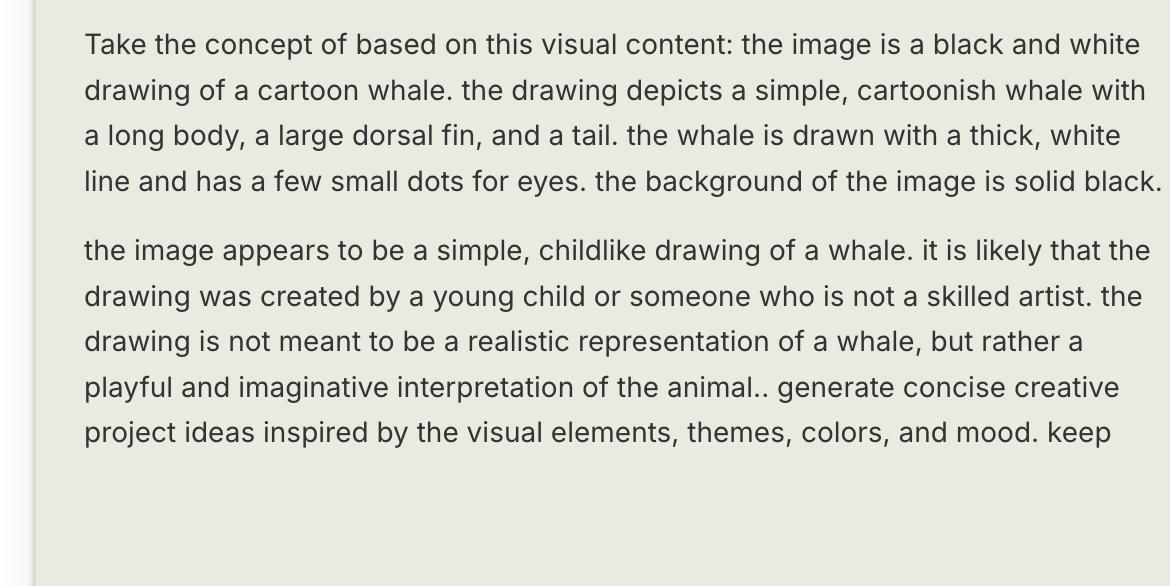 Take the concept of based on this visual content: the image is a black and white
drawing of a cartoon whale. the drawing depicts a simple, cartoonish whale with
a long body, a large dorsal fin, and a tail. the whale is drawn with a thick, white
line and has a few small dots for eyes. the background of the image is solid black.
the image appears to be a simple, childlike drawing of a whale. it is likely that the
drawing was created by a young child or someone who is not a skilled artist. the
drawing is not meant to be a realistic representation of a whale, but rather a
playful and imaginative interpretation of the animal.. generate concise creative
project ideas inspired by the visual elements, themes, colors, and mood. keep